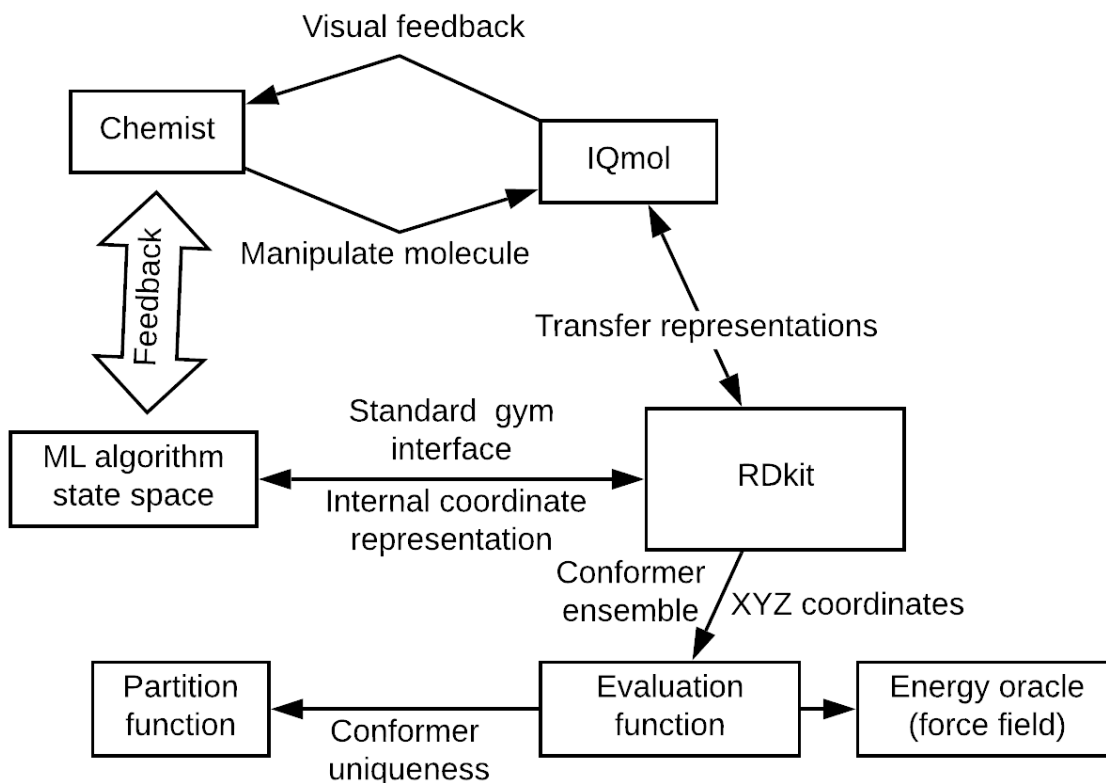 Visual feedback
Chemist
IQmol
Manipulate molecule
Feedback
Transfer representations
Standard gym
interface
ML algorithm
state space
RDkit
Internal coordinate
representation
Conformer
ensemble
XYZ coordinates
Partition
function
Evaluation
function
Energy oracle
(force field)
Conformer
uniqueness